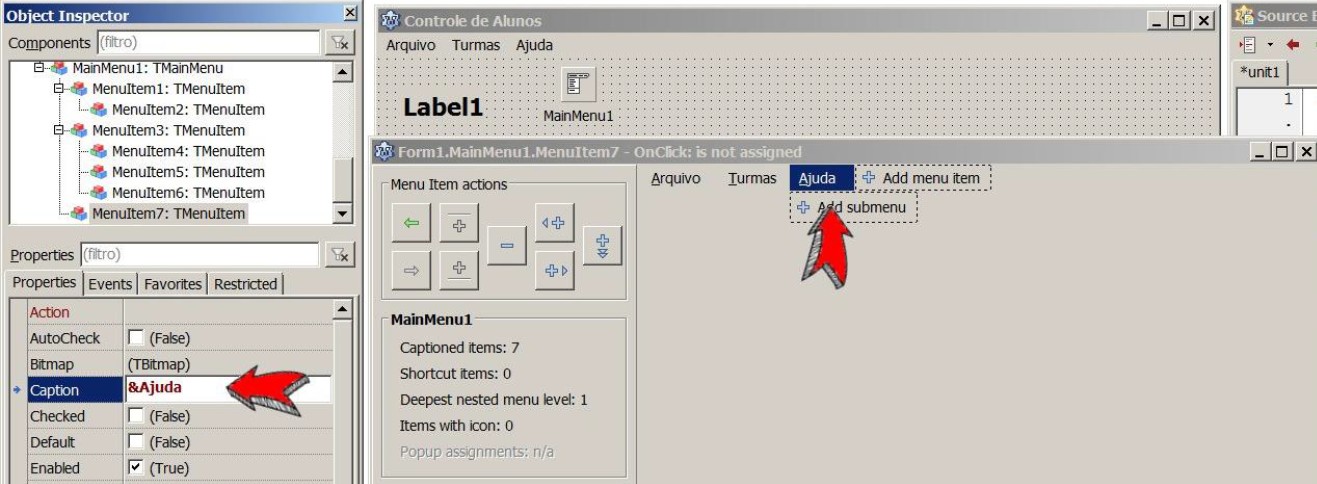 Object Inspector
Components (filtro)
MainMenu1: TMainMenu
MenuItem1: TMenuItem
MenuItem2: TMenuItem
MenuItem3: TMenuItem
MenuItem4: TMenuItem
MenuItem5: TMenuItem
MenuItem6: TMenuItem
MenuItem7: TMenuItem
Properties (filtro)
Properties Events Favorites Restricted
Action
AutoCheck (False)
Bitmap (TBitmap)
Caption &Ajuda
Checked (False)
Default (False)
Enabled (True)
Controle de Alunos
Arquivo Turmas Ajuda
Label1
MainMenu1
Source
*unit1
1
.
Form1.MainMenu1.MenuItem7 - OnClick: is not assigned
Menu Item actions
Arquivo Turmas Ajuda Add menu item
Add submenu
MainMenu1
Captioned items: 7
Shortcut items: 0
Deepest nested menu level: 1
Items with icon: 0
Popup assignments: n/a